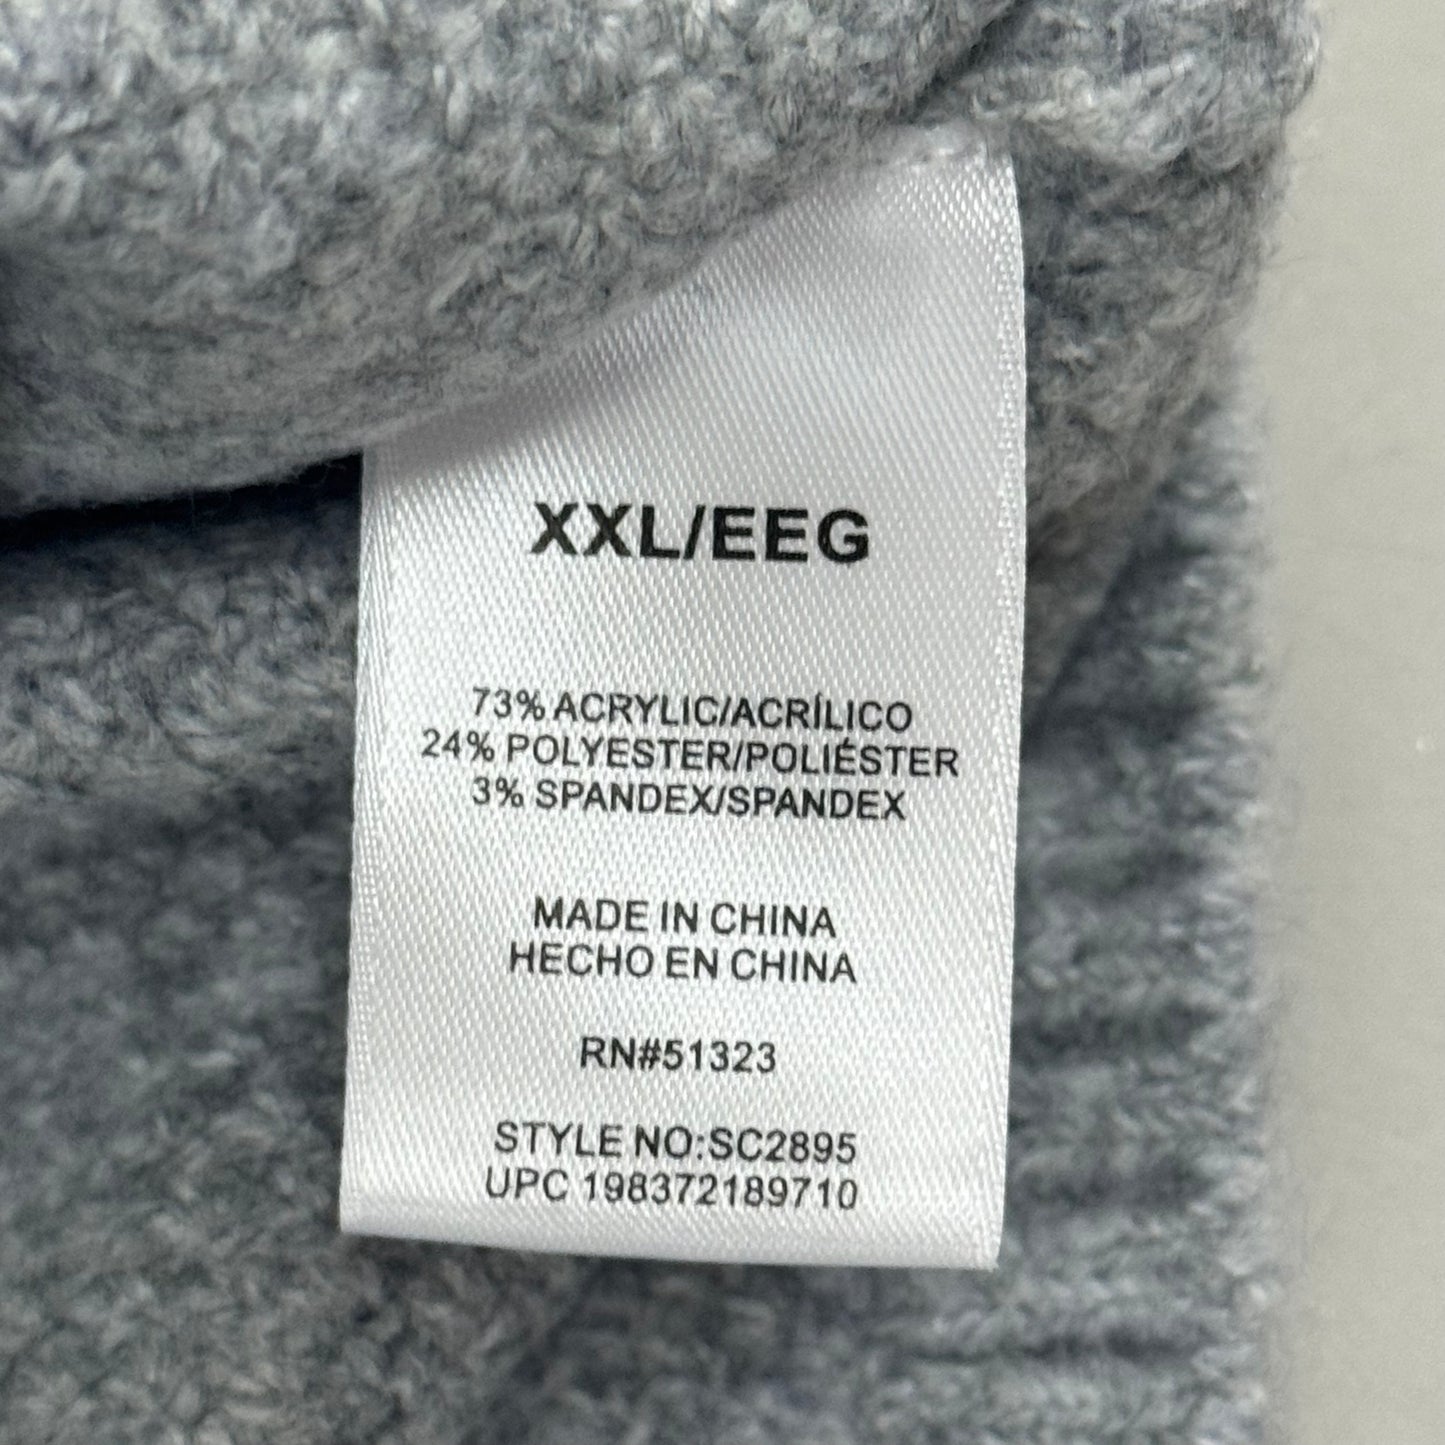 XXL/EEG
73% ACRYLIC/ACRÍLICO
24% POLYESTER/POLIÉSTER
3% SPANDEX/SPANDEX
MADE IN CHINA
HECHO EN CHINA
RN#51323
STYLE NO:SC2895
UPC 198372189710